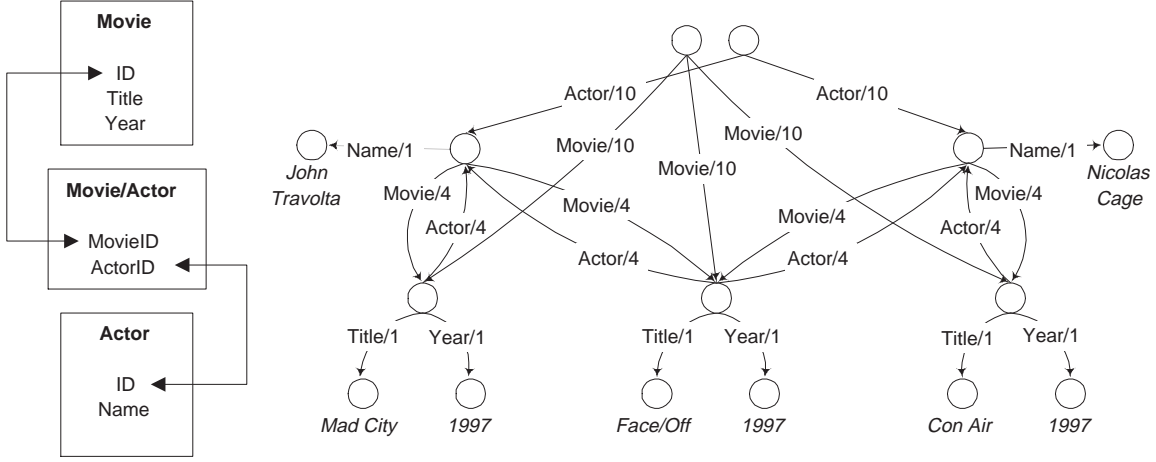 Movie
ID
Title
Year
Movie/Actor
MovieID
ActorID
Actor
ID
Name
Actor/10
Actor/10
Movie/10
Movie/10
Movie/10
Name/1
Name/1
John
Travolta
Nicolas
Cage
Movie/4
Movie/4
Movie/4
Movie/4
Actor/4
Actor/4
Actor/4
Actor/4
Title/1
Year/1
Title/1
Year/1
Title/1
Year/1
Mad City
1997
Face/Off
1997
Con Air
1997